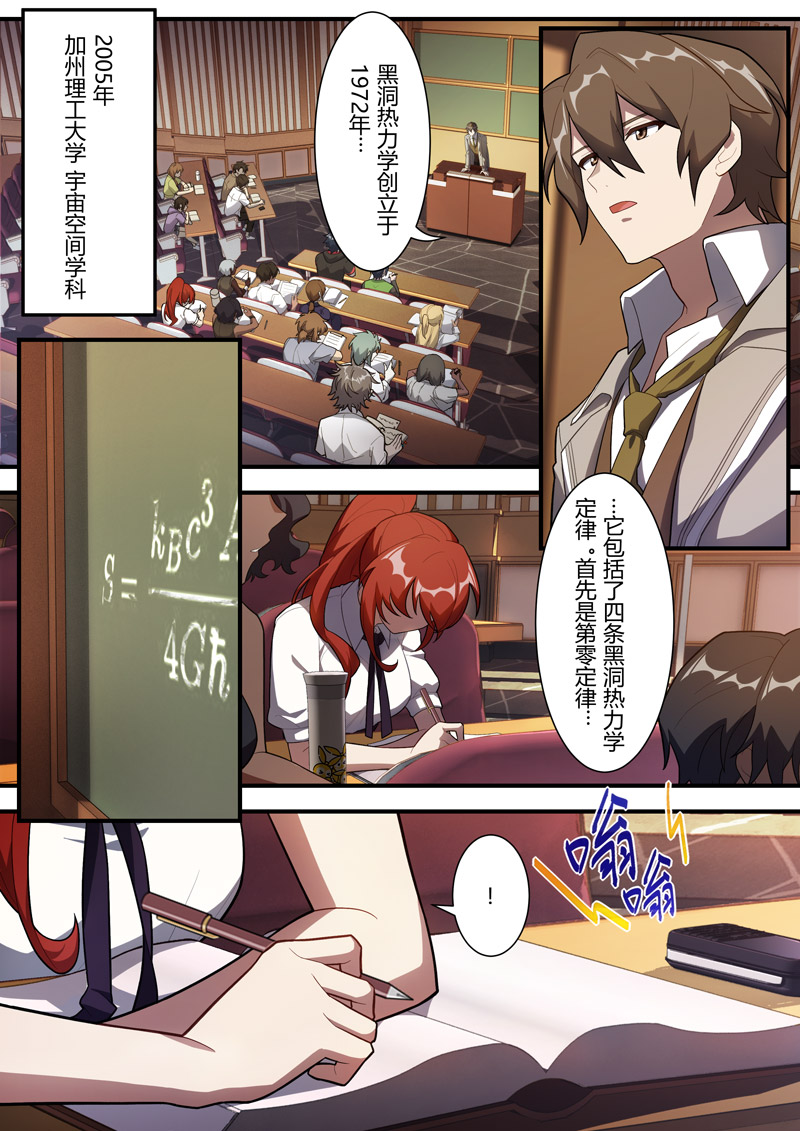 2005年
加州理工大学 宇宙空间学科
黑洞热力学创立于
1972年…
…它包括了四条黑洞热力学
定律。首先是第零定律…
S = kBc³A
4Għ
！
嗡
嗡